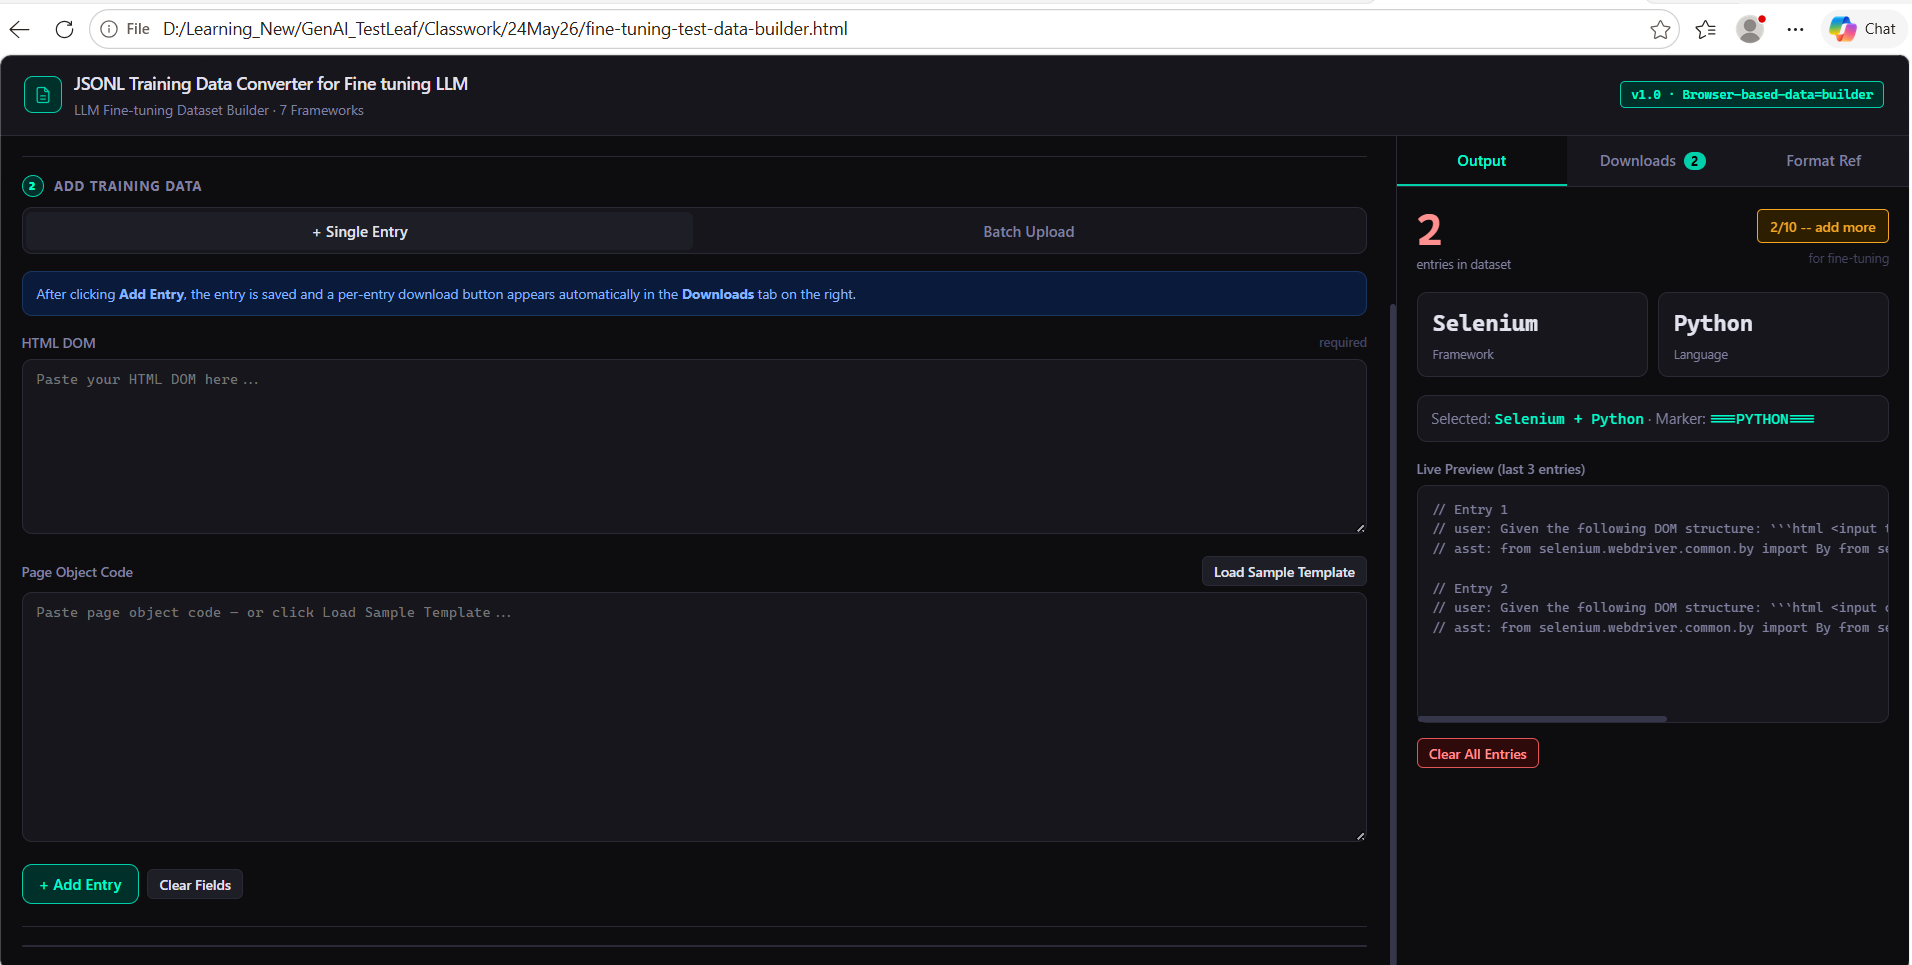 File D:/Learning_New/GenAI_TestLeaf/Classwork/24May26/fine-tuning-test-data-builder.html
Chat
JSONL Training Data Converter for Fine tuning LLM
LLM Fine-tuning Dataset Builder · 7 Frameworks
v1.0 · Browser-based-data=builder
2 ADD TRAINING DATA
+ Single Entry
Batch Upload
After clicking Add Entry, the entry is saved and a per-entry download button appears automatically in the Downloads tab on the right.
HTML DOM
required
Paste your HTML DOM here...
Page Object Code
Load Sample Template
Paste page object code — or click Load Sample Template...
+ Add Entry
Clear Fields
Output
Downloads 2
Format Ref
2
entries in dataset
2/10 -- add more
for fine-tuning
Selenium
Framework
Python
Language
Selected: Selenium + Python · Marker: ===PYTHON===
Live Preview (last 3 entries)
// Entry 1
// user: Given the following DOM structure: ```html <input
// asst: from selenium.webdriver.common.by import By from se
// Entry 2
// user: Given the following DOM structure: ```html <input
// asst: from selenium.webdriver.common.by import By from se
Clear All Entries